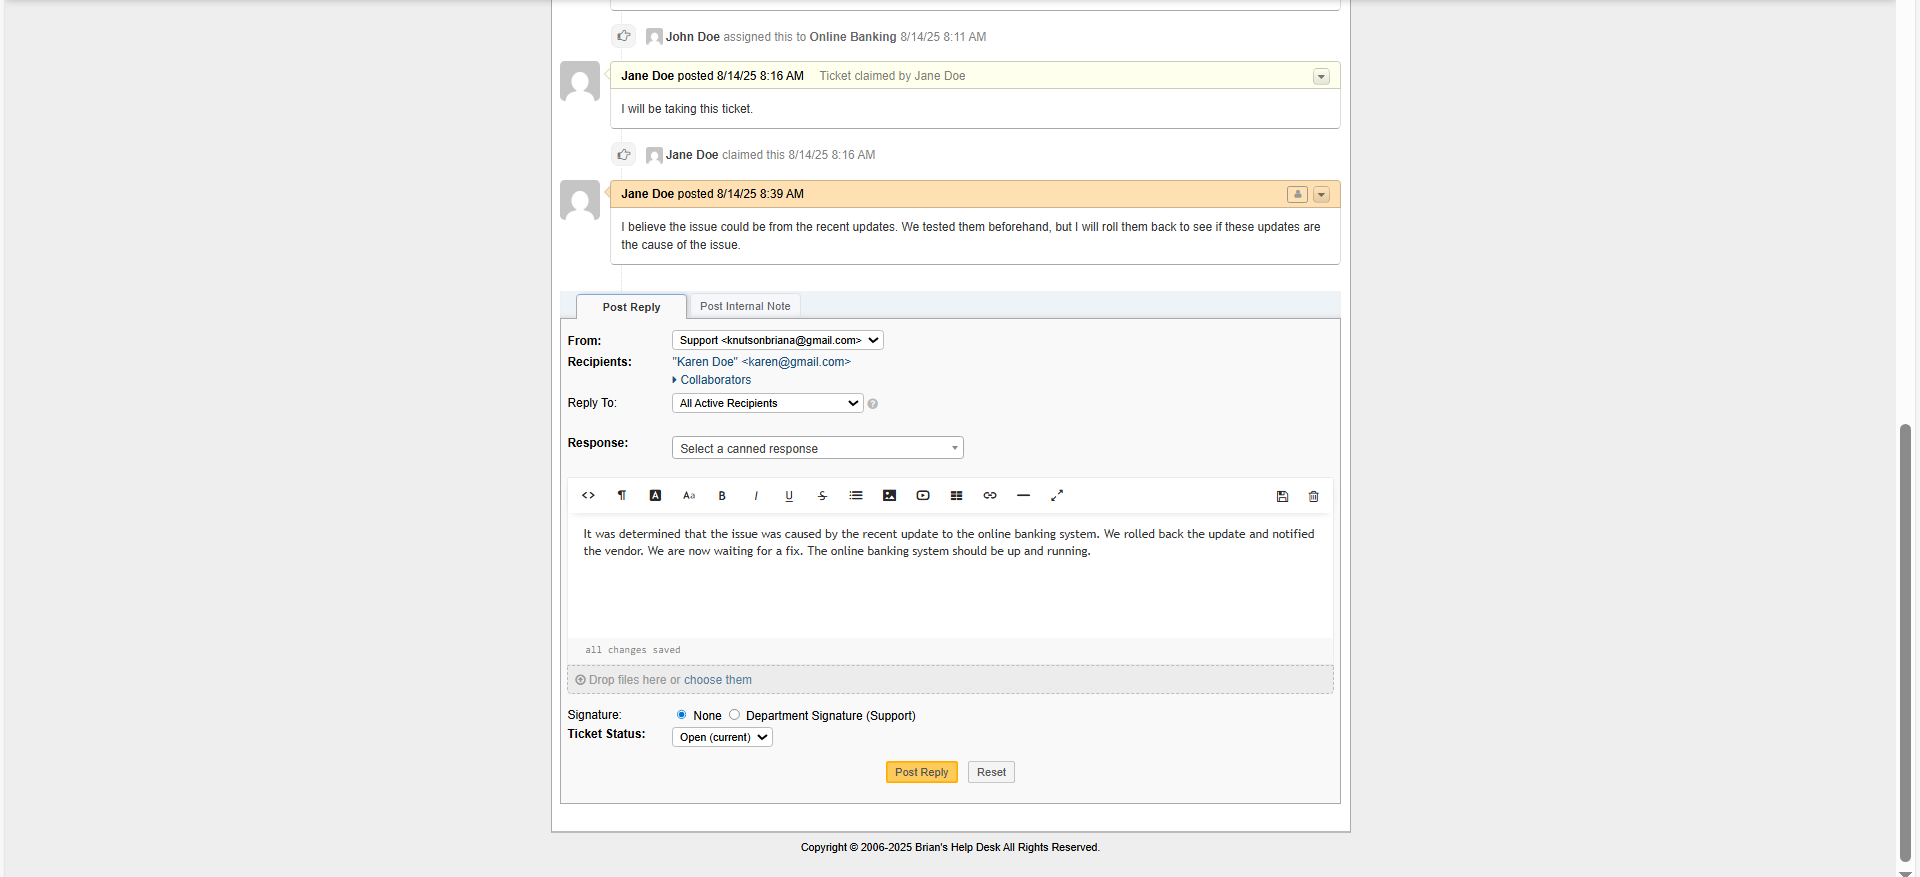 John Doe assigned this to Online Banking 8/14/25 8:11 AM
Jane Doe posted 8/14/25 8:16 AM Ticket claimed by Jane Doe
I will be taking this ticket.
Jane Doe claimed this 8/14/25 8:16 AM
Jane Doe posted 8/14/25 8:39 AM
I believe the issue could be from the recent updates. We tested them beforehand, but I will roll them back to see if these updates are
the cause of the issue.
Post Reply Post Internal Note
From: Support <knutsonbriana@gmail.com>
Recipients: "Karen Doe" <karen@gmail.com>
Collaborators
Reply To: All Active Recipients ?
Response: Select a canned response
<> ¶ A Aa B I U S
It was determined that the issue was caused by the recent update to the online banking system. We rolled back the update and notified
the vendor. We are now waiting for a fix. The online banking system should be up and running.
all changes saved
Drop files here or choose them
Signature: None Department Signature (Support)
Ticket Status: Open (current)
Post Reply Reset
Copyright © 2006-2025 Brian's Help Desk All Rights Reserved.